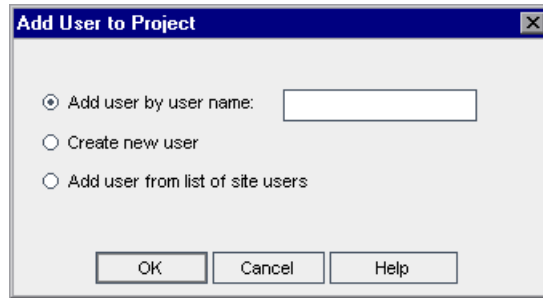 Add User to Project
Add user by user name:
Create new user
Add user from list of site users
OK Cancel Help